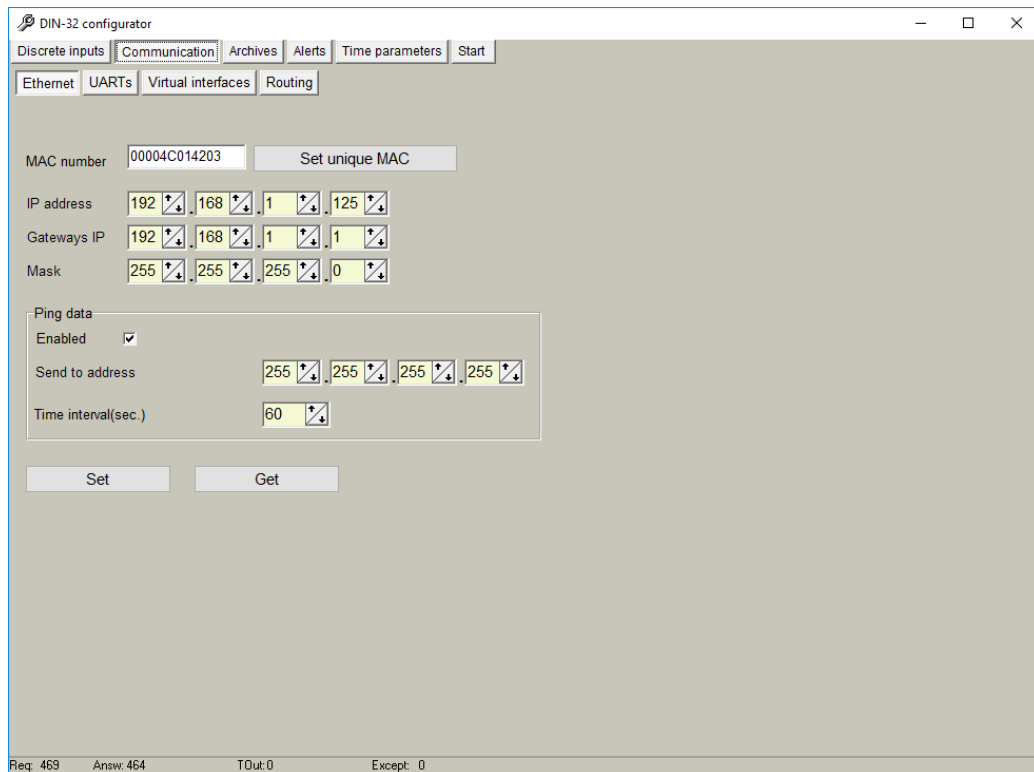 DIN-32 configurator
Discrete inputs Communication Archives Alerts Time parameters Start
Ethernet UARTs Virtual interfaces Routing
MAC number 00004C014203 Set unique MAC
IP address 192 . 168 . 1 . 125
Gateways IP 192 . 168 . 1 . 1
Mask 255 . 255 . 255 . 0
Ping data
Enabled
Send to address 255 . 255 . 255 . 255
Time interval(sec.) 60
Set Get
Req: 469 Answ: 464 TOut: 0 Except: 0